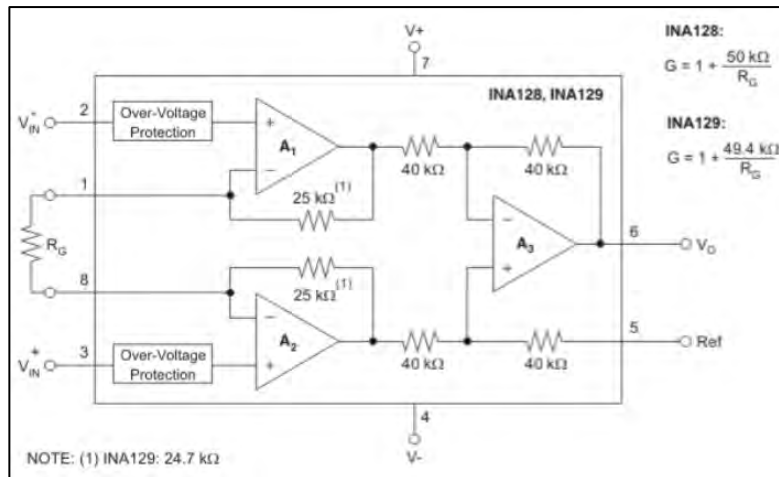 V+
7
INA128:
G = 1 + 50 kΩ / R_G
INA128, INA129
INA129:
G = 1 + 49.4 kΩ / R_G
V⁻_IN
2
Over-Voltage Protection
+
A₁
−
40 kΩ
40 kΩ
1
25 kΩ⁽¹⁾
R_G
−
A₃
+
6
V_O
8
25 kΩ⁽¹⁾
−
A₂
+
5
Ref
V⁺_IN
3
Over-Voltage Protection
40 kΩ
40 kΩ
4
V-
NOTE: (1) INA129: 24.7 kΩ